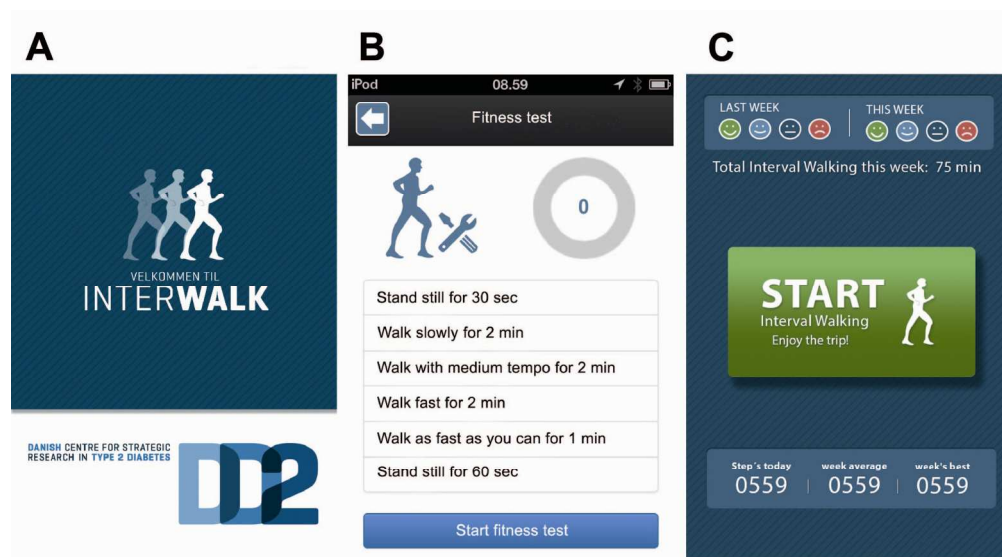 A
VELKOMMEN TIL
INTERWALK
DANISH CENTRE FOR STRATEGIC
RESEARCH IN TYPE 2 DIABETES
DD2
B
iPod 08.59
Fitness test
0
Stand still for 30 sec
Walk slowly for 2 min
Walk with medium tempo for 2 min
Walk fast for 2 min
Walk as fast as you can for 1 min
Stand still for 60 sec
Start fitness test
C
LAST WEEK THIS WEEK
Total Interval Walking this week: 75 min
START
Interval Walking
Enjoy the trip!
Step´s today week average week's best
0559 0559 0559